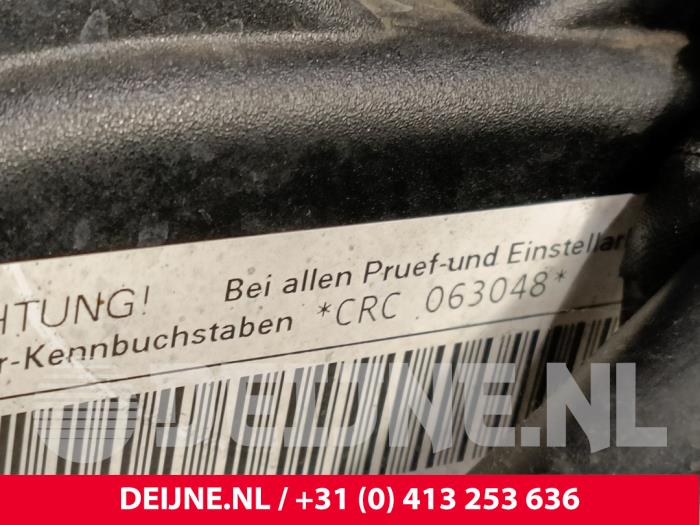 HTUNG! Bei allen Pruef-und Einstellar
r-Kennbuchstaben *CRC 063048*
DEIJNE.NL
DEIJNE.NL / +31 (0) 413 253 636